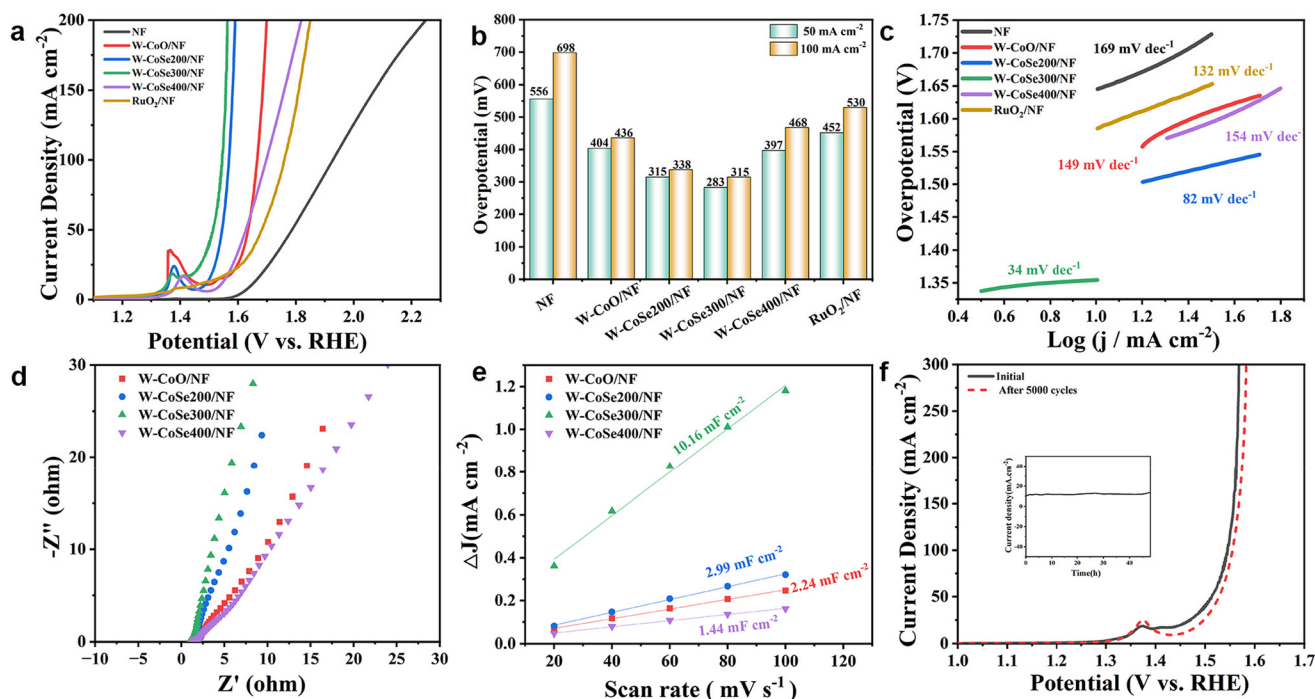 a
200
150
100
50
0
1.2
1.4
1.6
1.8
2.0
2.2
Current Density (mA cm-2)
Potential (V vs. RHE)
NF
W-CoO/NF
W-CoSe200/NF
W-CoSe300/NF
W-CoSe400/NF
RuO2/NF
b
800
700
600
500
400
300
200
100
0
Overpotential (mV)
50 mA cm-2
100 mA cm-2
556
698
404
436
315
338
283
315
397
468
452
530
NF
W-CoO/NF
W-CoSe200/NF
W-CoSe300/NF
W-CoSe400/NF
RuO2/NF
c
1.75
1.70
1.65
1.60
1.55
1.50
1.45
1.40
1.35
0.4
0.6
0.8
1.0
1.2
1.4
1.6
1.8
2.0
Overpotential (V)
Log (j / mA cm-2)
NF
W-CoO/NF
W-CoSe200/NF
W-CoSe300/NF
W-CoSe400/NF
RuO2/NF
169 mV dec-1
132 mV dec-1
154 mV dec-1
149 mV dec-1
82 mV dec-1
34 mV dec-1
d
30
20
10
0
−10
−5
0
5
10
15
20
25
30
-Z'' (ohm)
Z' (ohm)
W-CoO/NF
W-CoSe200/NF
W-CoSe300/NF
W-CoSe400/NF
e
1.2
1.0
0.8
0.6
0.4
0.2
0.0
20
40
60
80
100
120
△J(mA cm-2)
Scan rate ( mV s-1)
W-CoO/NF
W-CoSe200/NF
W-CoSe300/NF
W-CoSe400/NF
10.16 mF cm-2
2.99 mF cm-2
2.24 mF cm-2
1.44 mF cm-2
f
300
250
200
150
100
50
0
1.0
1.1
1.2
1.3
1.4
1.5
1.6
1.7
Current Density (mA cm-2)
Potential (V vs. RHE)
Initial
After 5000 cycles
Current density(mA.cm-2)
40
20
0
-20
-40
0
10
20
30
40
Time(h)